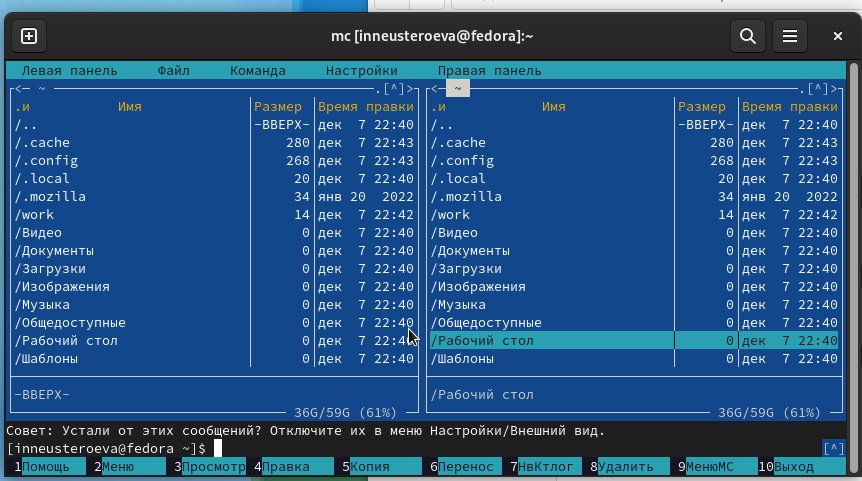 mc [inneusteroeva@fedora]:~
Левая панель Файл Команда Настройки Правая панель
<─ ~ .[^]> <─ ~ .[^]>
.и Имя Размер Время правки .и Имя Размер Время правки
/.. -ВВЕРХ- дек 7 22:40 /.. -ВВЕРХ- дек 7 22:40
/.cache 280 дек 7 22:43 /.cache 280 дек 7 22:43
/.config 268 дек 7 22:43 /.config 268 дек 7 22:43
/.local 20 дек 7 22:40 /.local 20 дек 7 22:40
/.mozilla 34 янв 20 2022 /.mozilla 34 янв 20 2022
/work 14 дек 7 22:42 /work 14 дек 7 22:42
/Видео 0 дек 7 22:40 /Видео 0 дек 7 22:40
/Документы 0 дек 7 22:40 /Документы 0 дек 7 22:40
/Загрузки 0 дек 7 22:40 /Загрузки 0 дек 7 22:40
/Изображения 0 дек 7 22:40 /Изображения 0 дек 7 22:40
/Музыка 0 дек 7 22:40 /Музыка 0 дек 7 22:40
/Общедоступные 0 дек 7 22:40 /Общедоступные 0 дек 7 22:40
/Рабочий стол 0 дек 7 22:40 /Рабочий стол 0 дек 7 22:40
/Шаблоны 0 дек 7 22:40 /Шаблоны 0 дек 7 22:40
-ВВЕРХ- /Рабочий стол
36G/59G (61%) 36G/59G (61%)
Совет: Устали от этих сообщений? Отключите их в меню Настройки/Внешний вид.
[inneusteroeva@fedora ~]$ [^]
1Помощь 2Меню 3Просмотр 4Правка 5Копия 6Перенос 7НвКтлог 8Удалить 9МенюMC 10Выход